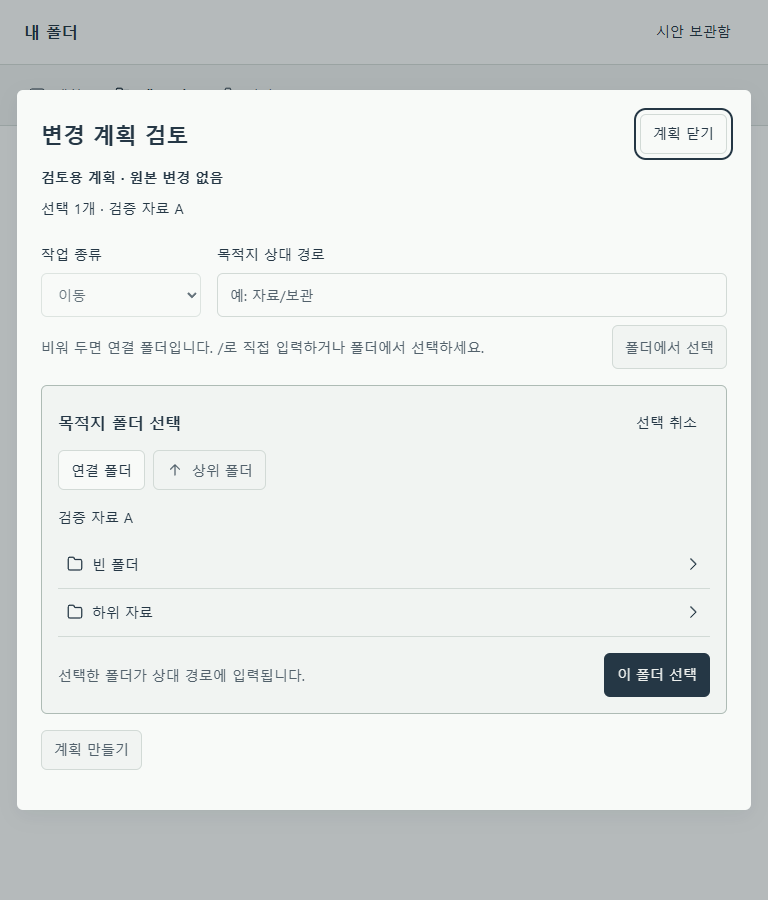 내 폴더
시안 보관함
변경 계획 검토
계획 닫기
검토용 계획 · 원본 변경 없음
선택 1개 · 검증 자료 A
작업 종류
목적지 상대 경로
이동
예: 자료/보관
비워 두면 연결 폴더입니다. /로 직접 입력하거나 폴더에서 선택하세요.
폴더에서 선택
목적지 폴더 선택
선택 취소
연결 폴더
상위 폴더
검증 자료 A
빈 폴더
하위 자료
선택한 폴더가 상대 경로에 입력됩니다.
이 폴더 선택
계획 만들기